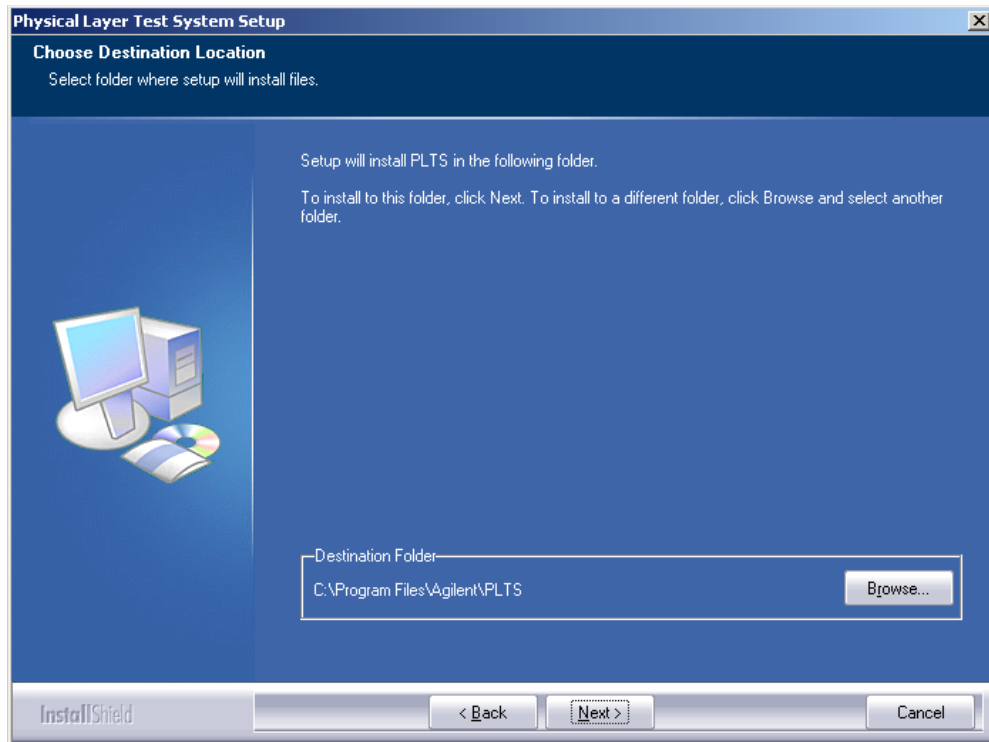 Physical Layer Test System Setup
Choose Destination Location
Select folder where setup will install files.
Setup will install PLTS in the following folder.
To install to this folder, click Next. To install to a different folder, click Browse and select another
folder.
Destination Folder
C:\Program Files\Agilent\PLTS
Browse...
InstallShield
< Back
Next >
Cancel